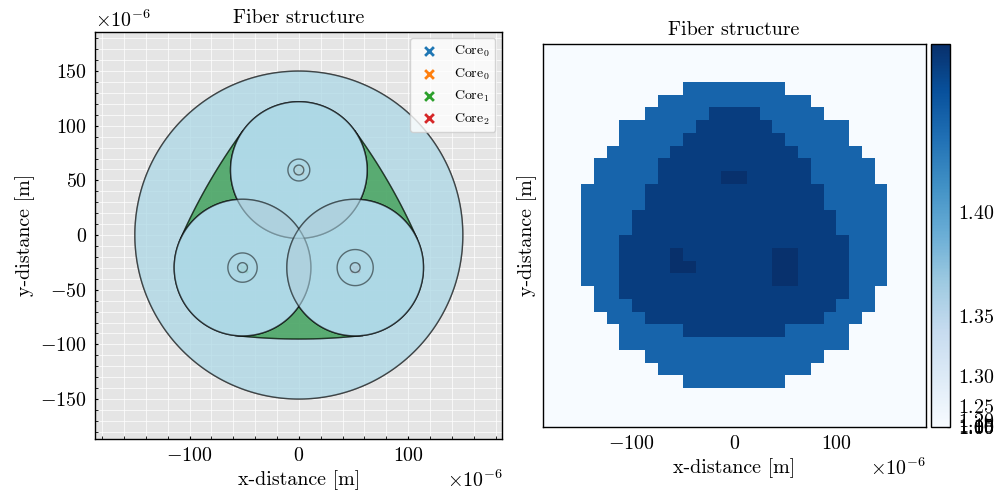 Fiber structure
×10⁻⁶
Core₀
Core₀
Core₁
Core₂
150
100
50
0
−50
−100
−150
y-distance [m]
−100 0 100
x-distance [m]
×10⁻⁶
Fiber structure
y-distance [m]
−100 0 100
x-distance [m]
×10⁻⁶
1.40
1.35
1.30
1.25